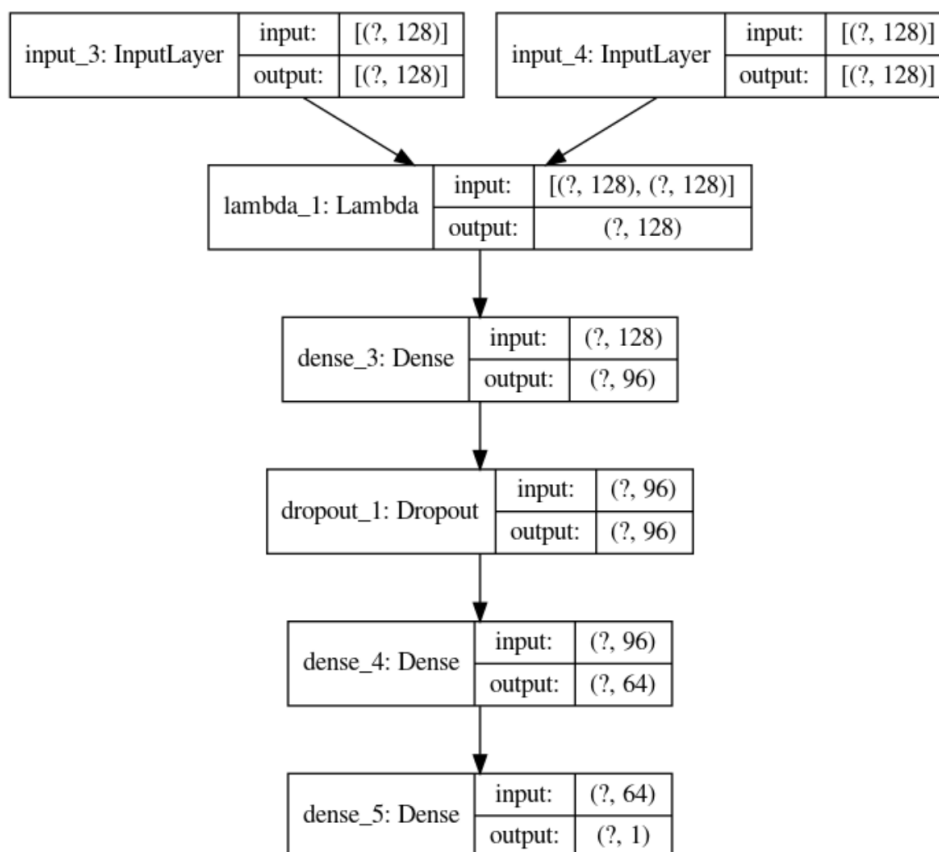 input_3: InputLayer
input: [(?, 128)]
output: [(?, 128)]
input_4: InputLayer
input: [(?, 128)]
output: [(?, 128)]
lambda_1: Lambda
input: [(?, 128), (?, 128)]
output: (?, 128)
dense_3: Dense
input: (?, 128)
output: (?, 96)
dropout_1: Dropout
input: (?, 96)
output: (?, 96)
dense_4: Dense
input: (?, 96)
output: (?, 64)
dense_5: Dense
input: (?, 64)
output: (?, 1)